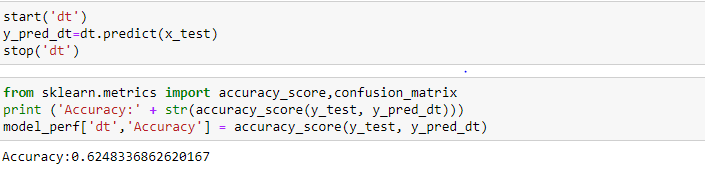 start('dt')
y_pred_dt=dt.predict(x_test)
stop('dt')
from sklearn.metrics import accuracy_score,confusion_matrix
print ('Accuracy:' + str(accuracy_score(y_test, y_pred_dt)))
model_perf['dt','Accuracy'] = accuracy_score(y_test, y_pred_dt)
Accuracy:0.6248336862620167